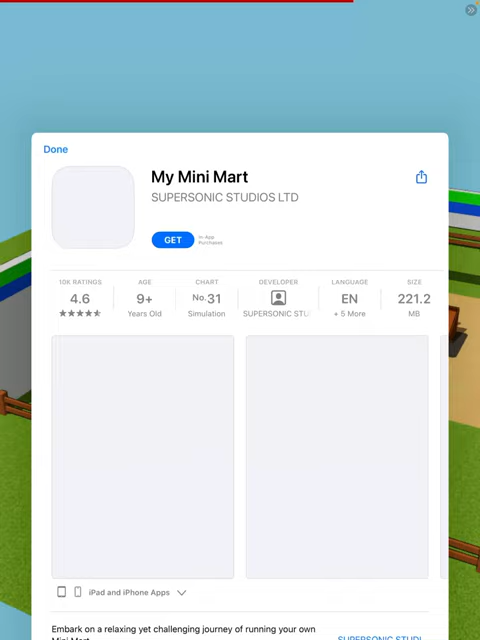 Done
My Mini Mart
SUPERSONIC STUDIOS LTD
GET
In-App
Purchases
10K RATINGS
4.6
AGE
9+
Years Old
CHART
No.31
Simulation
DEVELOPER
SUPERSONIC STU
LANGUAGE
EN
+ 5 More
SIZE
221.2
MB
iPad and iPhone Apps
Embark on a relaxing yet challenging journey of running your own
Mini Mart
SUPERSONIC STUDI